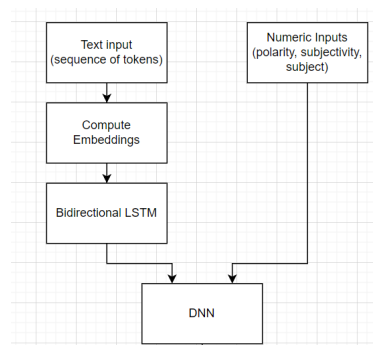 Text input
(sequence of tokens)
Numeric Inputs
(polarity, subjectivity,
subject)
Compute
Embeddings
Bidirectional LSTM
DNN